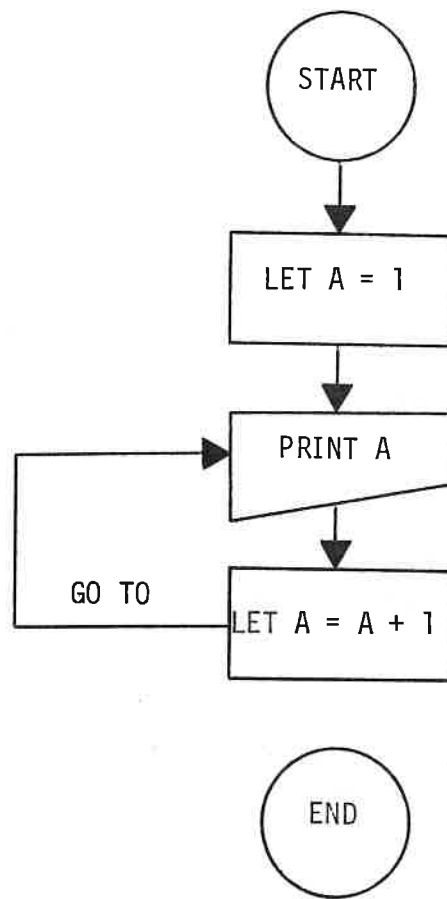 START
LET A = 1
PRINT A
GO TO
LET A = A + 1
END